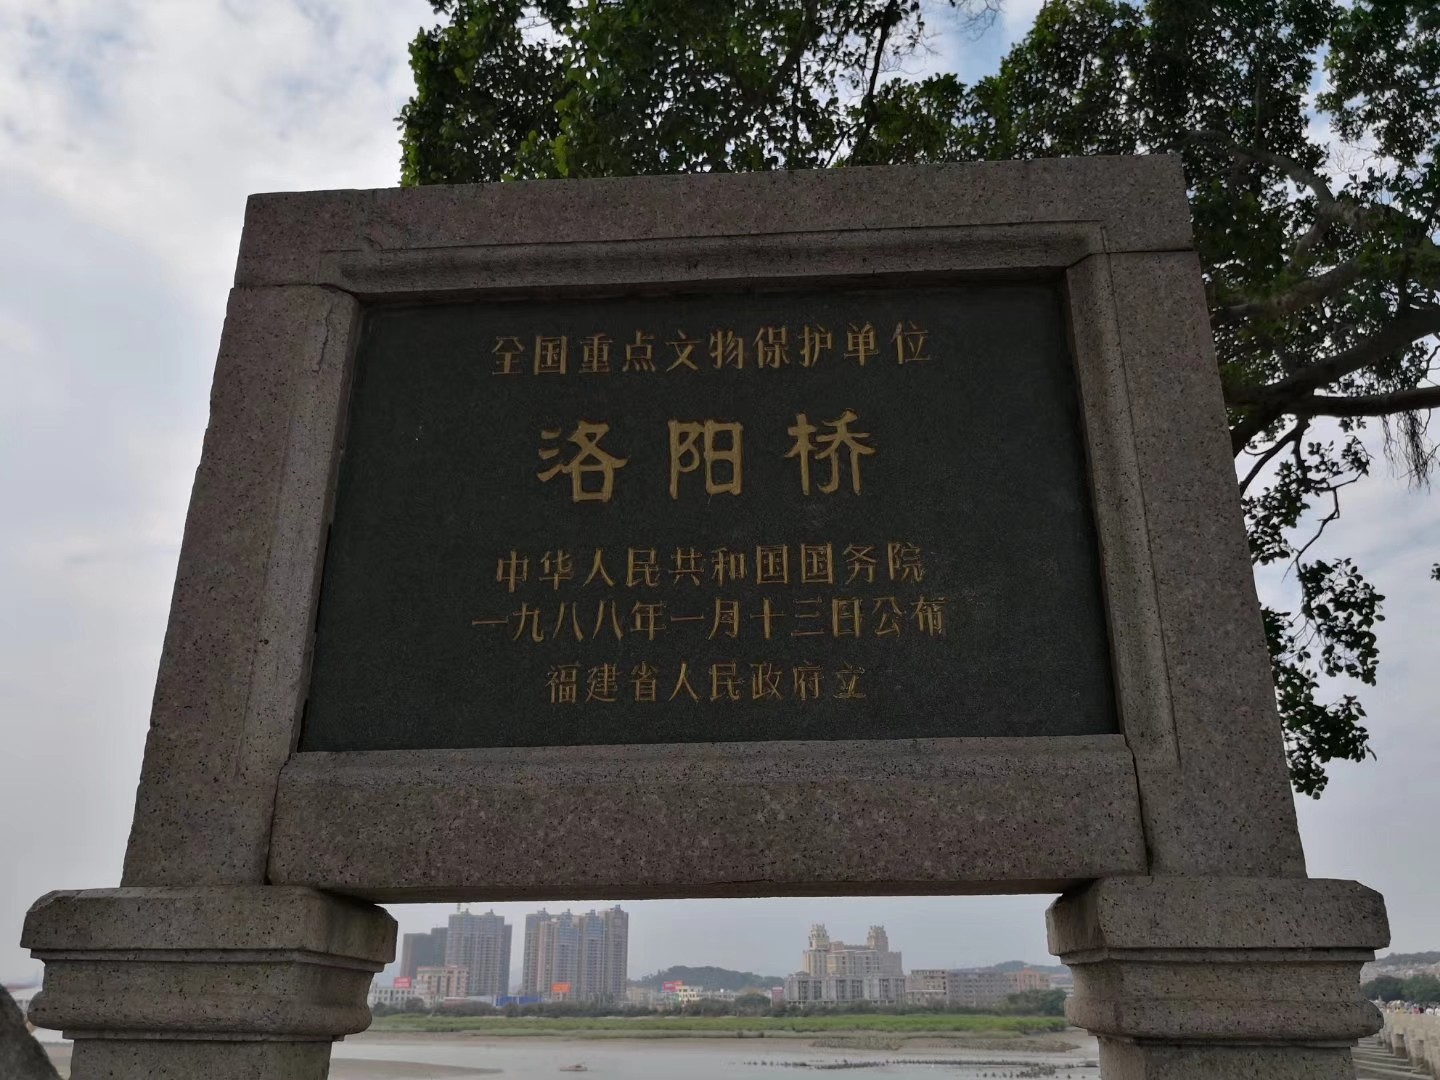 全国重点文物保护单位
洛阳桥
中华人民共和国国务院
一九八八年一月十三日公布
福建省人民政府立